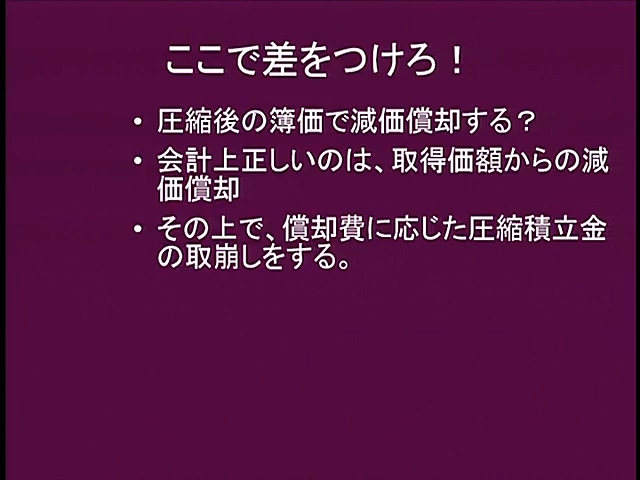 ここで差をつけろ！
• 圧縮後の簿価で減価償却する？
• 会計上正しいのは、取得価額からの減
価償却
• その上で、償却費に応じた圧縮積立金
の取崩しをする。